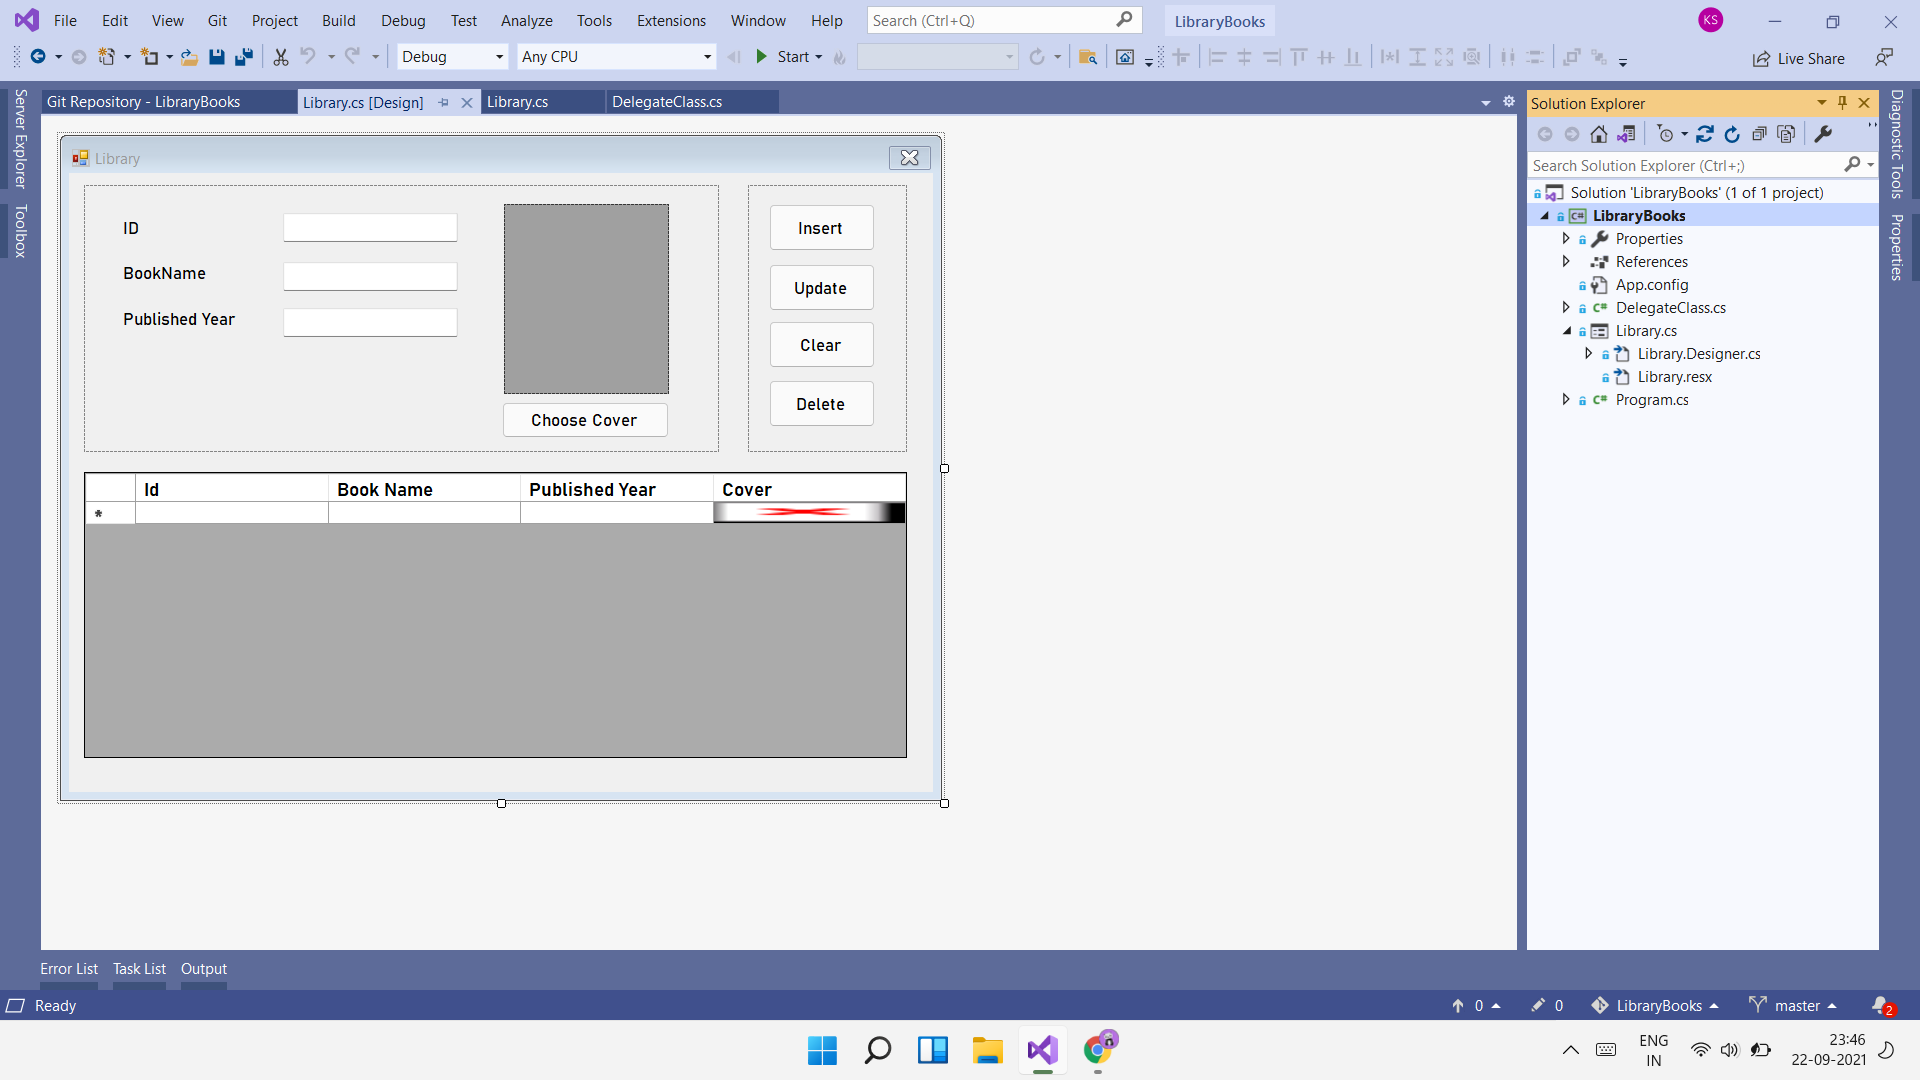 File Edit View Git Project Build Debug Test Analyze Tools Extensions Window Help Search (Ctrl+Q) LibraryBooks KS
Debug Any CPU Start Live Share
Git Repository - LibraryBooks Library.cs [Design] Library.cs DelegateClass.cs
Server Explorer
Toolbox
Library
ID
BookName
Published Year
Choose Cover
Insert
Update
Clear
Delete
Id Book Name Published Year Cover
*
Solution Explorer
Search Solution Explorer (Ctrl+;)
Solution 'LibraryBooks' (1 of 1 project)
C# LibraryBooks
Properties
References
App.config
C# DelegateClass.cs
Library.cs
Library.Designer.cs
Library.resx
C# Program.cs
Diagnostic Tools
Properties
Error List Task List Output
Ready 0 0 LibraryBooks master 2
ENG
IN
23:46
22-09-2021